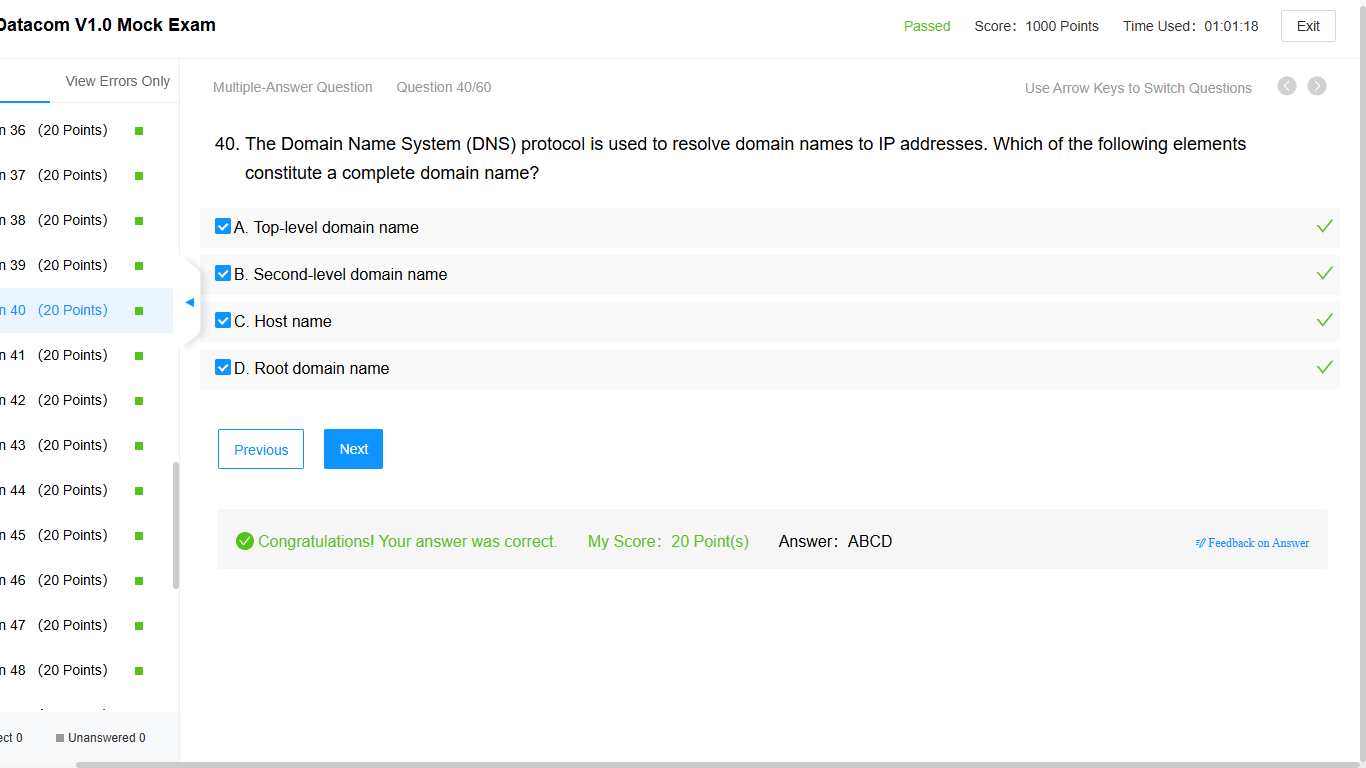 Datacom V1.0 Mock Exam
Passed Score: 1000 Points Time Used: 01:01:18 Exit
View Errors Only
Multiple-Answer Question Question 40/60 Use Arrow Keys to Switch Questions
n 36 (20 Points)
n 37 (20 Points)
n 38 (20 Points)
n 39 (20 Points)
n 40 (20 Points)
n 41 (20 Points)
n 42 (20 Points)
n 43 (20 Points)
n 44 (20 Points)
n 45 (20 Points)
n 46 (20 Points)
n 47 (20 Points)
n 48 (20 Points)
ect 0 Unanswered 0
40. The Domain Name System (DNS) protocol is used to resolve domain names to IP addresses. Which of the following elements
constitute a complete domain name?
A. Top-level domain name
B. Second-level domain name
C. Host name
D. Root domain name
Previous Next
Congratulations! Your answer was correct. My Score: 20 Point(s) Answer: ABCD Feedback on Answer